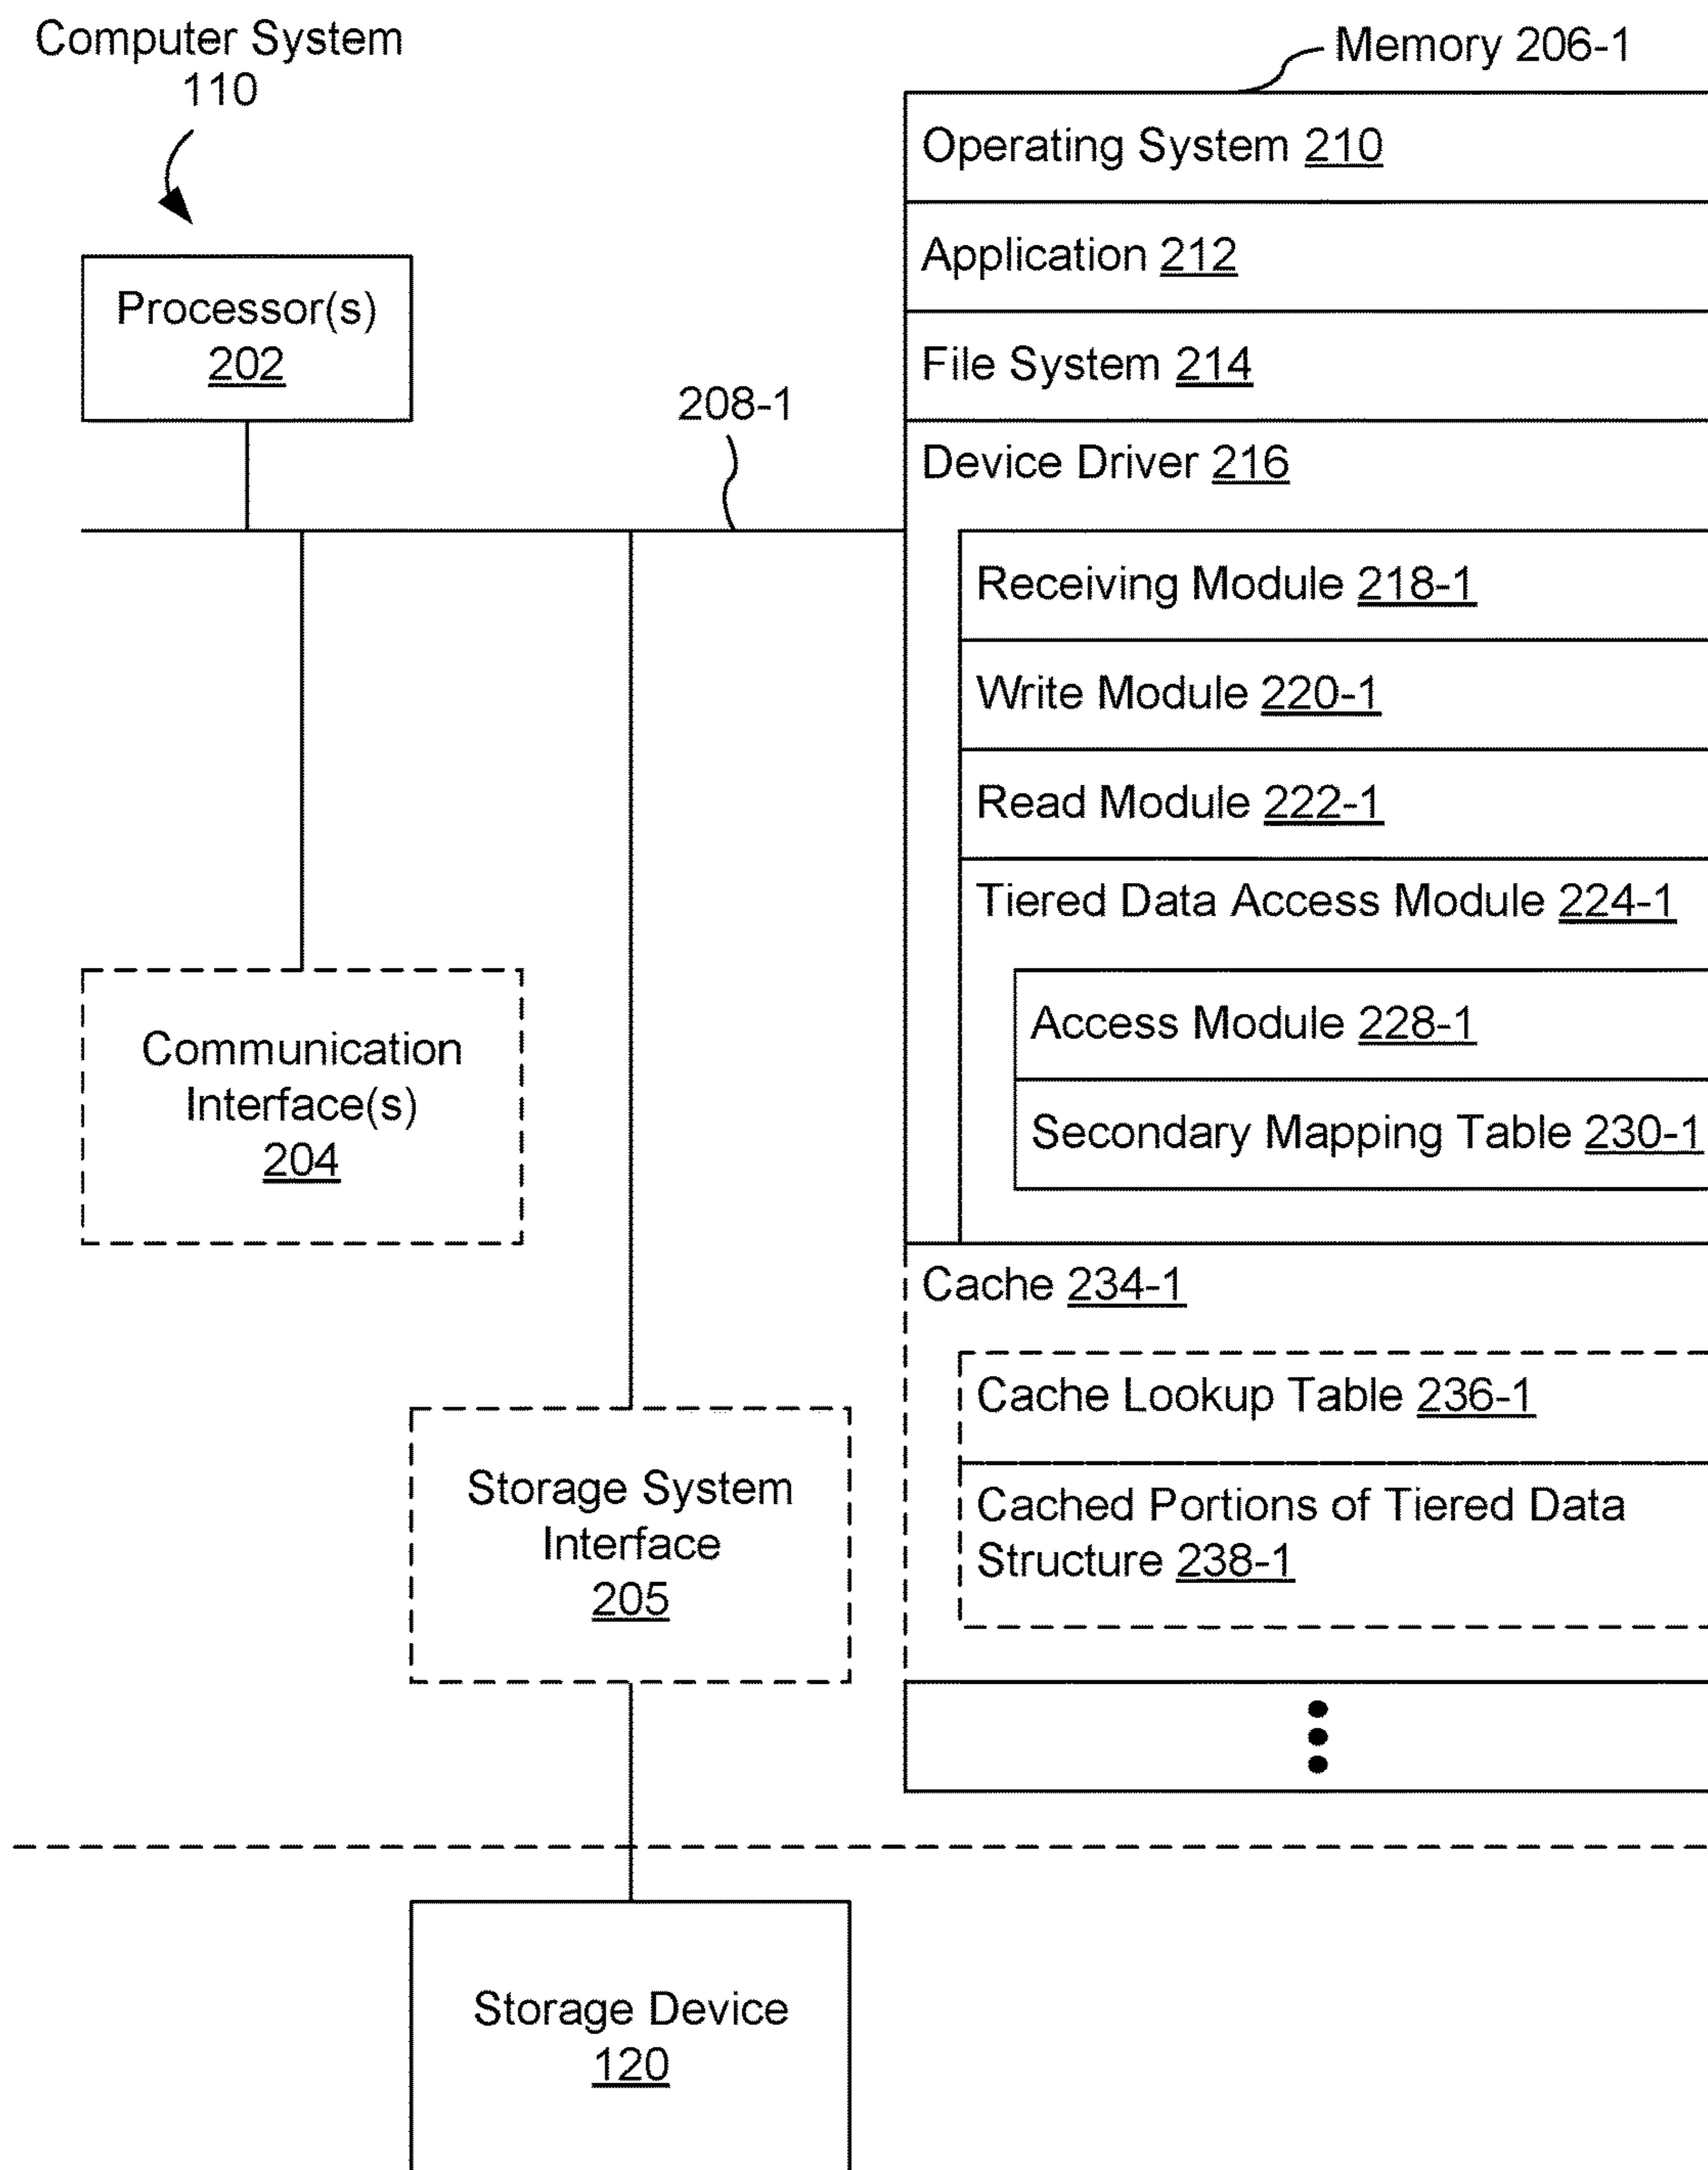 Computer System
110
Memory 206-1
Operating System 210
Application 212
File System 214
Device Driver 216
Receiving Module 218-1
Write Module 220-1
Read Module 222-1
Tiered Data Access Module 224-1
Access Module 228-1
Secondary Mapping Table 230-1
Cache 234-1
Cache Lookup Table 236-1
Cached Portions of Tiered Data
Structure 238-1
Processor(s)
202
208-1
Communication
Interface(s)
204
Storage System
Interface
205
Storage Device
120